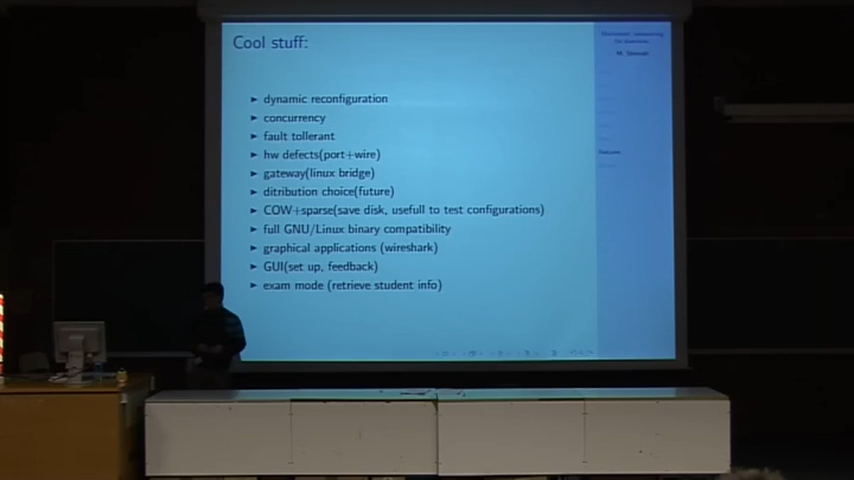 Cool stuff:
dynamic reconfiguration
concurrency
fault tollerant
hw defects(port+wire)
gateway(linux bridge)
ditribution choice(future)
COW+sparse(save disk, usefull to test configurations)
full GNU/Linux binary compatibility
graphical applications (wireshark)
GUI(set up, feedback)
exam mode (retrieve student info)